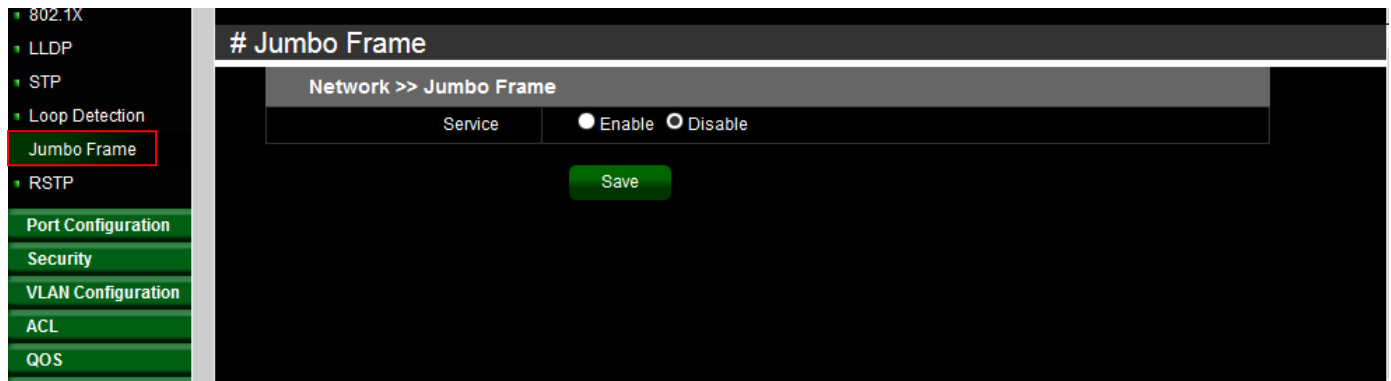 802.1X
LLDP
STP
Loop Detection
Jumbo Frame
RSTP
Port Configuration
Security
VLAN Configuration
ACL
QOS
# Jumbo Frame
Network >> Jumbo Frame
Service Enable Disable
Save